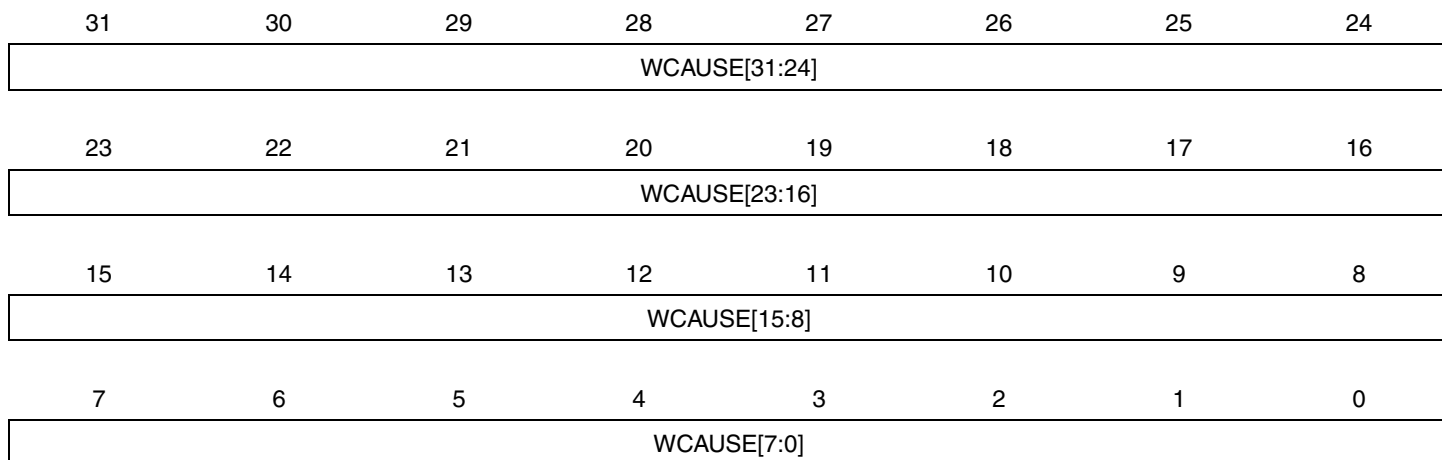 31 30 29 28 27 26 25 24
WCAUSE[31:24]
23 22 21 20 19 18 17 16
WCAUSE[23:16]
15 14 13 12 11 10 9 8
WCAUSE[15:8]
7 6 5 4 3 2 1 0
WCAUSE[7:0]